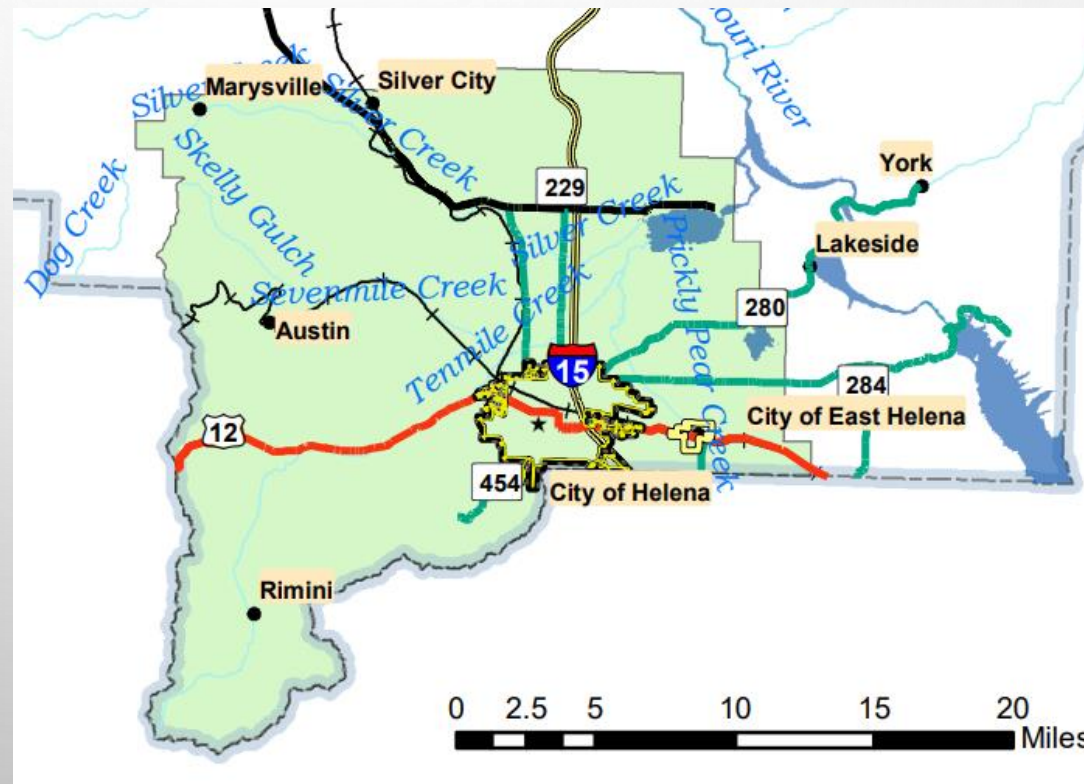 ouri River
Marysville
Silver City
Silver Creek
Silver Creek
Skelly Gulch
York
229
Dog Creek
Silver Creek
Prickly Pear Creek
Lakeside
Sevenmile Creek
280
Austin
Tenmile Creek
15
284
City of East Helena
12
454
City of Helena
Rimini
0 2.5 5 10 15 20
Miles